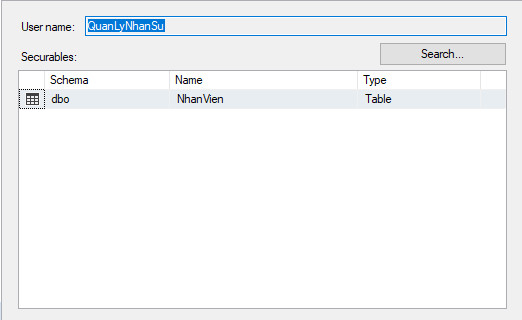 User name: QuanLyNhanSu
Securables: Search...
Schema Name Type
dbo NhanVien Table